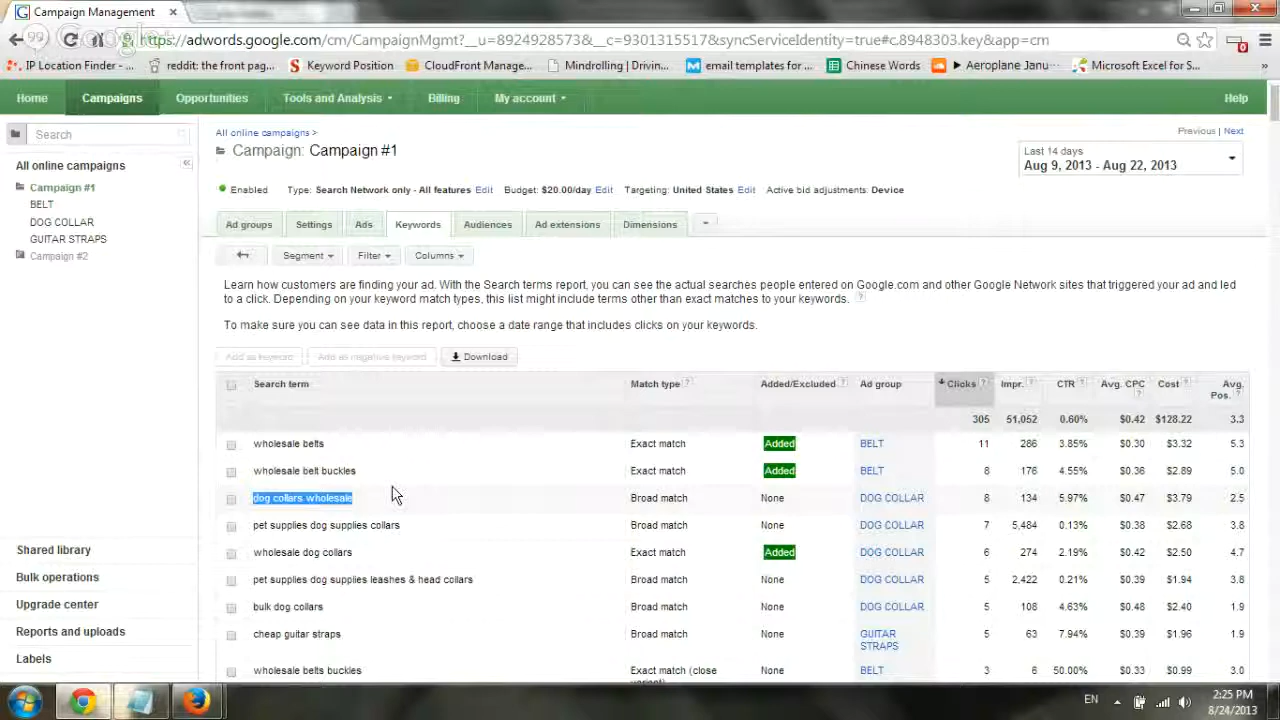 Campaign Management
https://adwords.google.com/cm/CampaignMgmt?__u=8924928573&__c=9301315517&syncServiceIdentity=true#c.8948303.key&app=cm
IP Location Finder - ... reddit: the front pag... Keyword Position CloudFront Manage... Mindrolling | Drivin... email templates for ... Chinese Words Aeroplane Janu... Microsoft Excel for S...
Home Campaigns Opportunities Tools and Analysis Billing My account Help
Search
All online campaigns
Campaign #1
BELT
DOG COLLAR
GUITAR STRAPS
Campaign #2
Shared library
Bulk operations
Upgrade center
Reports and uploads
Labels
All online campaigns >
Previous | Next
Campaign: Campaign #1
Last 14 days
Aug 9, 2013 - Aug 22, 2013
Enabled Type: Search Network only - All features Edit Budget: $20.00/day Edit Targeting: United States Edit Active bid adjustments: Device
Ad groups Settings Ads Keywords Audiences Ad extensions Dimensions
Segment Filter Columns
Learn how customers are finding your ad. With the Search terms report, you can see the actual searches people entered on Google.com and other Google Network sites that triggered your ad and led
to a click. Depending on your keyword match types, this list might include terms other than exact matches to your keywords. ?
To make sure you can see data in this report, choose a date range that includes clicks on your keywords.
Add as keyword Add as negative keyword Download
Search term Match type ? Added/Excluded ? Ad group Clicks ? Impr. ? CTR ? Avg. CPC ? Cost ? Avg. Pos. ?
305 51,052 0.60% $0.42 $128.22 3.3
wholesale belts Exact match Added BELT 11 286 3.85% $0.30 $3.32 5.3
wholesale belt buckles Exact match Added BELT 8 176 4.55% $0.36 $2.89 5.0
dog collars wholesale Broad match None DOG COLLAR 8 134 5.97% $0.47 $3.79 2.5
pet supplies dog supplies collars Broad match None DOG COLLAR 7 5,484 0.13% $0.38 $2.68 3.8
wholesale dog collars Exact match Added DOG COLLAR 6 274 2.19% $0.42 $2.50 4.7
pet supplies dog supplies leashes & head collars Broad match None DOG COLLAR 5 2,422 0.21% $0.39 $1.94 3.8
bulk dog collars Broad match None DOG COLLAR 5 108 4.63% $0.48 $2.40 1.9
cheap guitar straps Broad match None GUITAR STRAPS 5 63 7.94% $0.39 $1.96 1.9
wholesale belts buckles Exact match (close variant) None BELT 3 6 50.00% $0.33 $0.99 3.0
EN
2:25 PM
8/24/2013